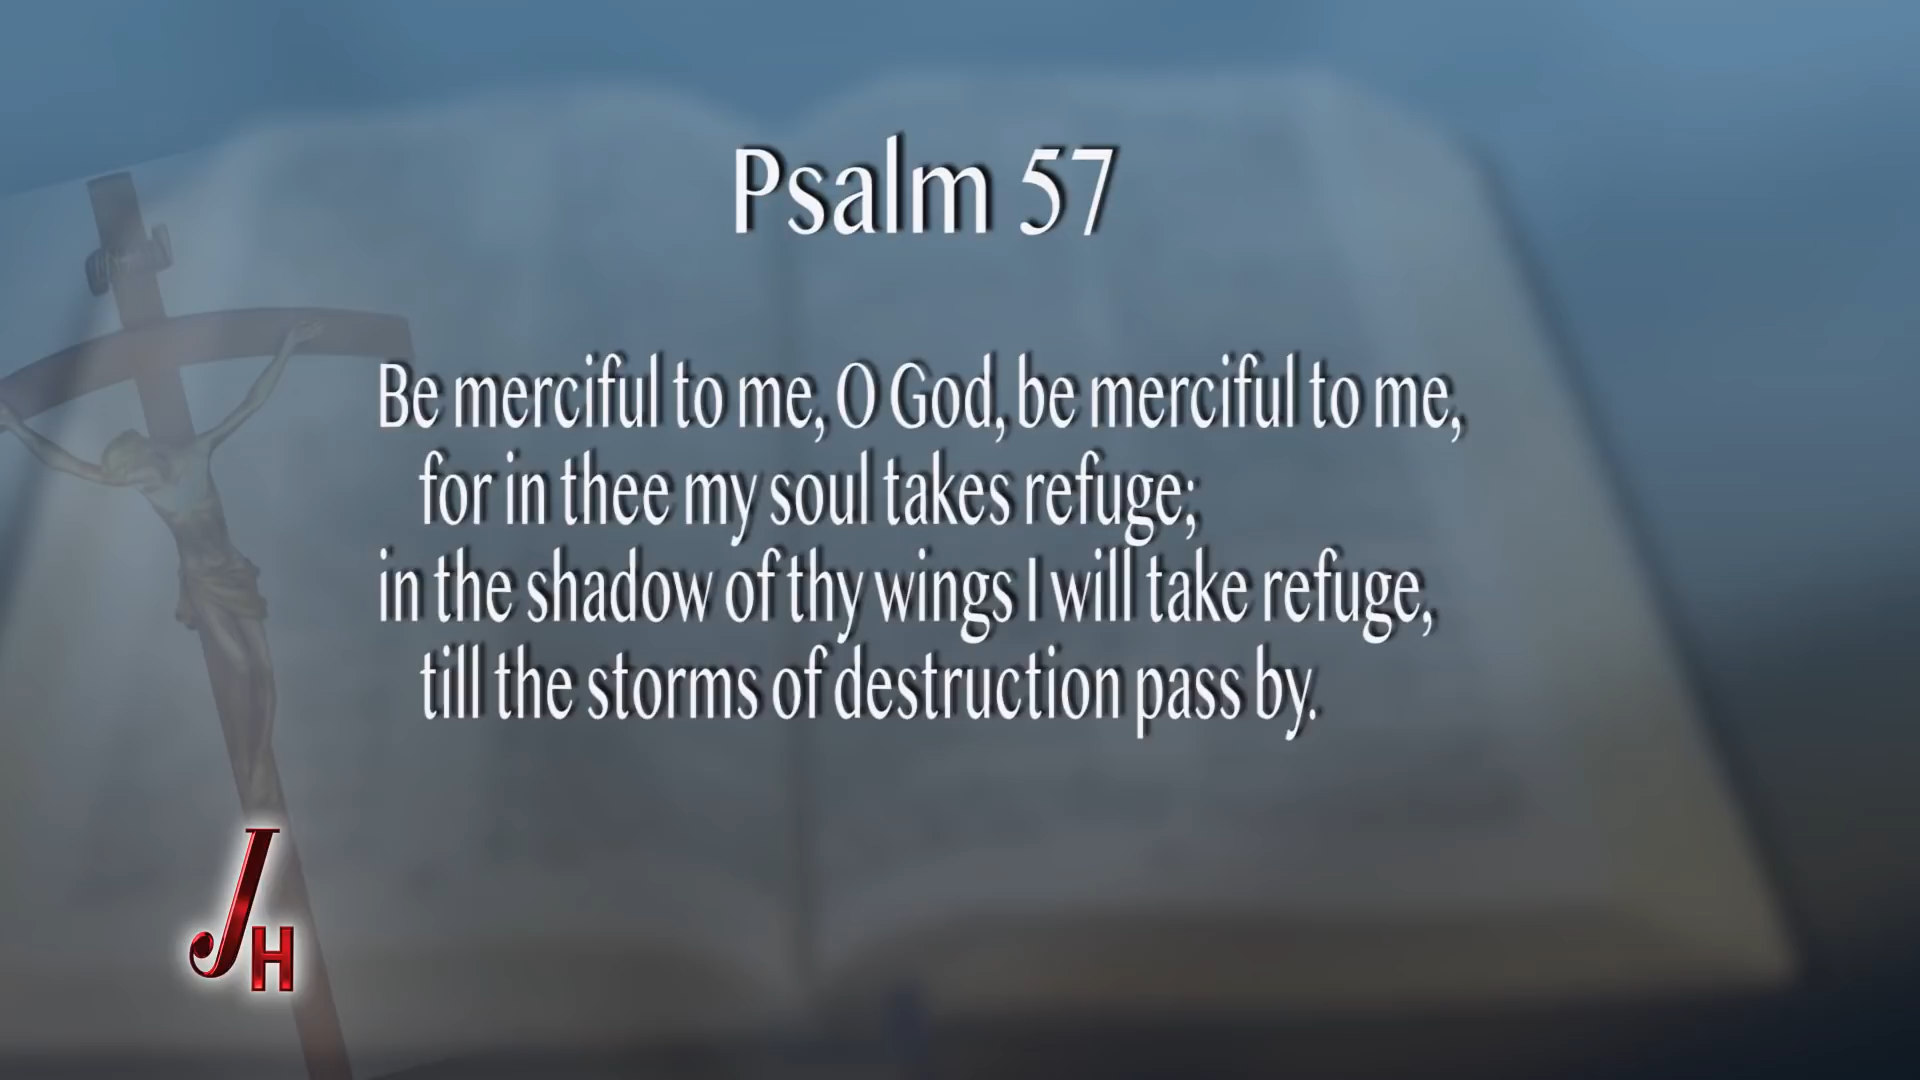 Psalm 57
Be merciful to me, O God, be merciful to me,
for in thee my soul takes refuge;
in the shadow of thy wings I will take refuge,
till the storms of destruction pass by.
JH